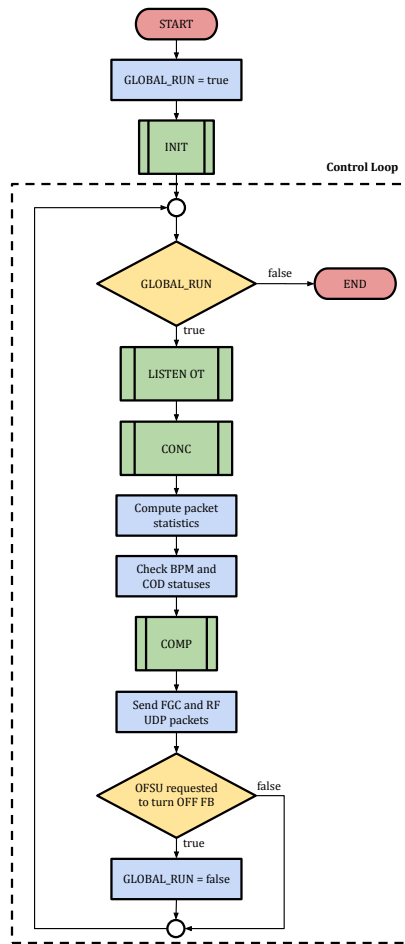 START
GLOBAL_RUN = true
INIT
Control Loop
GLOBAL_RUN
false
END
true
LISTEN OT
CONC
Compute packet
statistics
Check BPM and
COD statuses
COMP
Send FGC and RF
UDP packets
OFSU requested
to turn OFF FB
false
true
GLOBAL_RUN = false